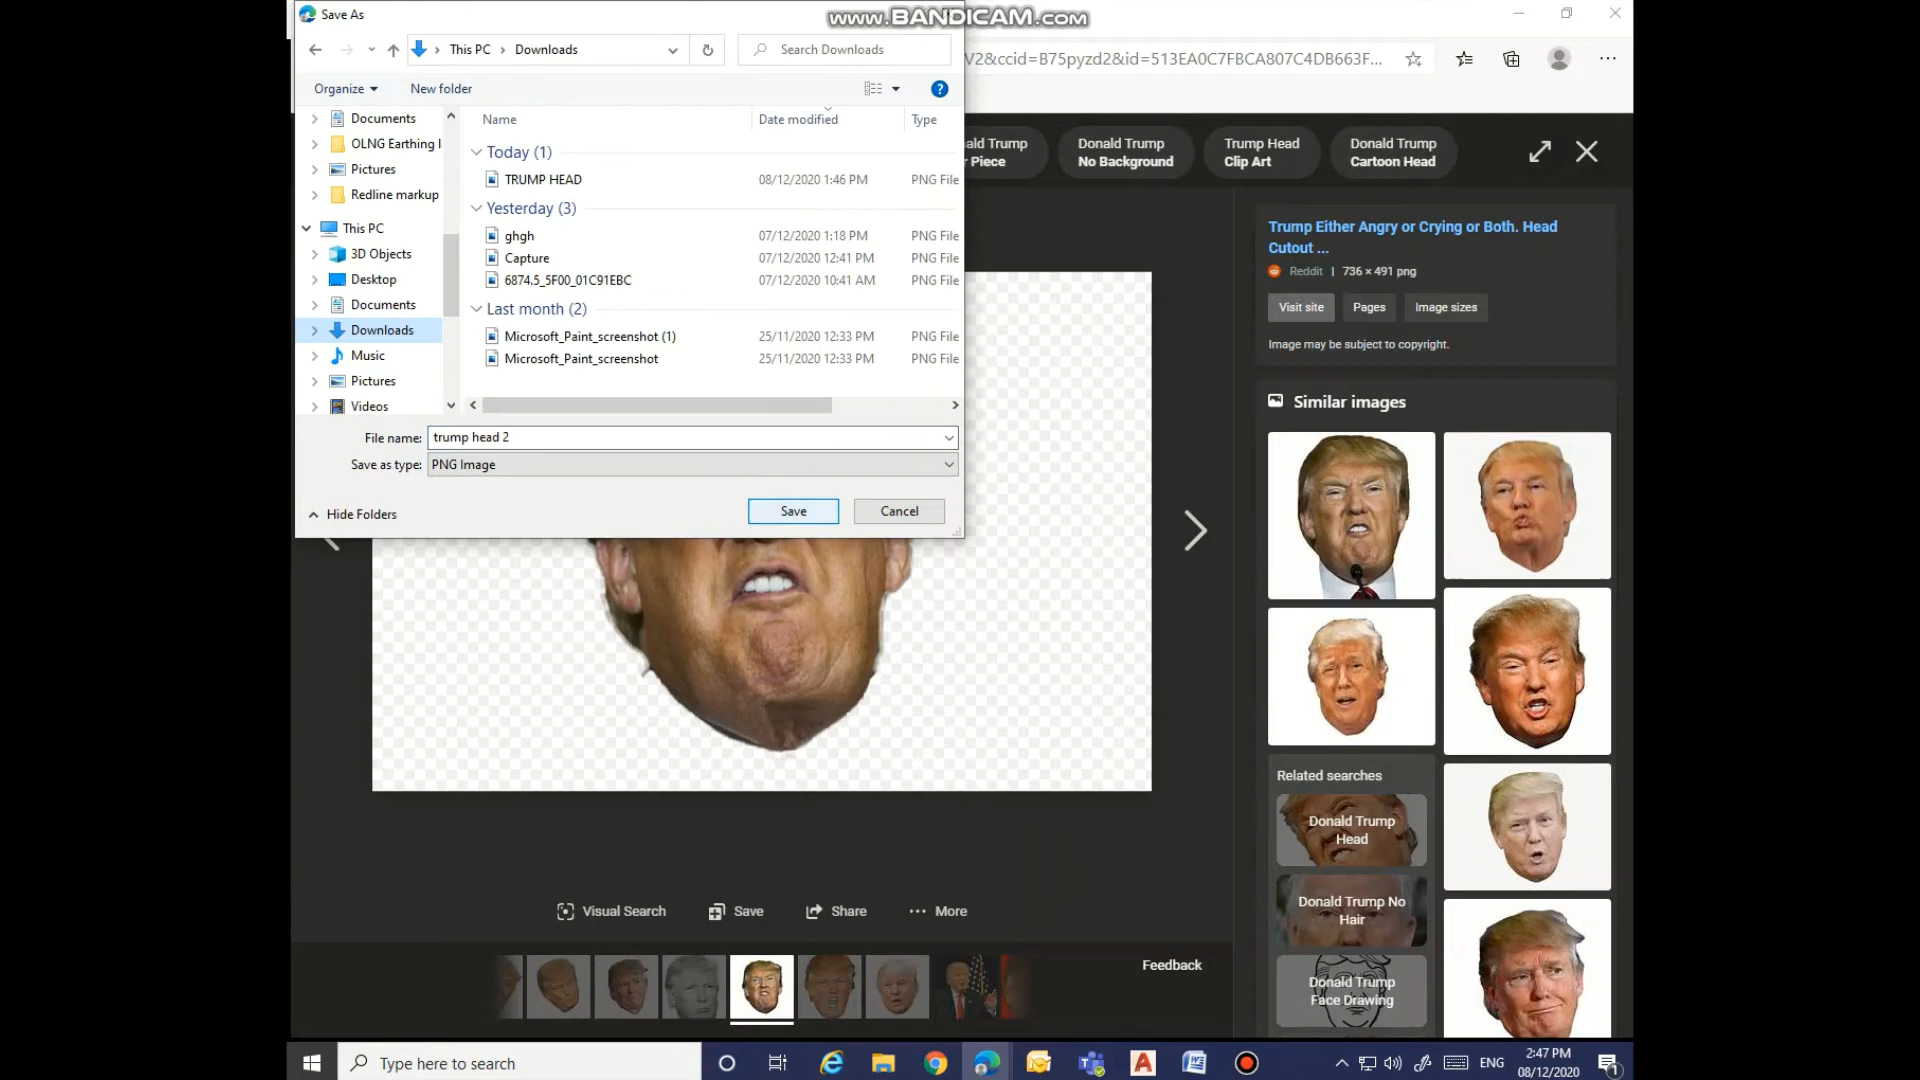 Save As
www.BANDICAM.com
This PC
Downloads
Search Downloads
V2&ccid=B75pyzd2&id=513EA0C7FBCA807C4DB663F...
Organize
New folder
Name
Date modified
Type
Documents
OLNG Earthing l
Pictures
Redline markup
This PC
3D Objects
Desktop
Documents
Downloads
Music
Pictures
Videos
Today (1)
TRUMP HEAD 08/12/2020 1:46 PM PNG File
Yesterday (3)
ghgh 07/12/2020 1:18 PM PNG File
Capture 07/12/2020 12:41 PM PNG File
6874.5_5F00_01C91EBC 07/12/2020 10:41 AM PNG File
Last month (2)
Microsoft_Paint_screenshot (1) 25/11/2020 12:33 PM PNG File
Microsoft_Paint_screenshot 25/11/2020 12:33 PM PNG File
File name: trump head 2
Save as type: PNG Image
Hide Folders
Save
Cancel
ald Trump
Piece
Donald Trump
No Background
Trump Head
Clip Art
Donald Trump
Cartoon Head
Trump Either Angry or Crying or Both. Head
Cutout ...
Reddit | 736 × 491 png
Visit site
Pages
Image sizes
Image may be subject to copyright.
Similar images
Related searches
Donald Trump
Head
Donald Trump No
Hair
Donald Trump
Face Drawing
Visual Search
Save
Share
More
Feedback
Type here to search
ENG
2:47 PM
08/12/2020
1